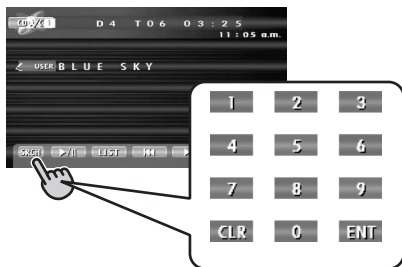 D4 T06 03:25
11:05 a.m.
USER BLUE SKY
SRCH ▶/II LIST
1 2 3
4 5 6
7 8 9
CLR 0 ENT